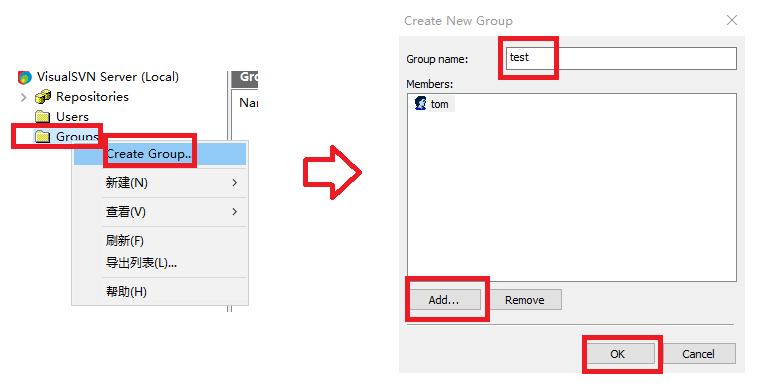 VisualSVN Server (Local)
Repositories
Users
Groups
Create Group...
新建(N)
查看(V)
刷新(F)
导出列表(L)...
帮助(H)
Gro
Nan
Create New Group
Group name:
test
Members:
tom
Add...
Remove
OK
Cancel